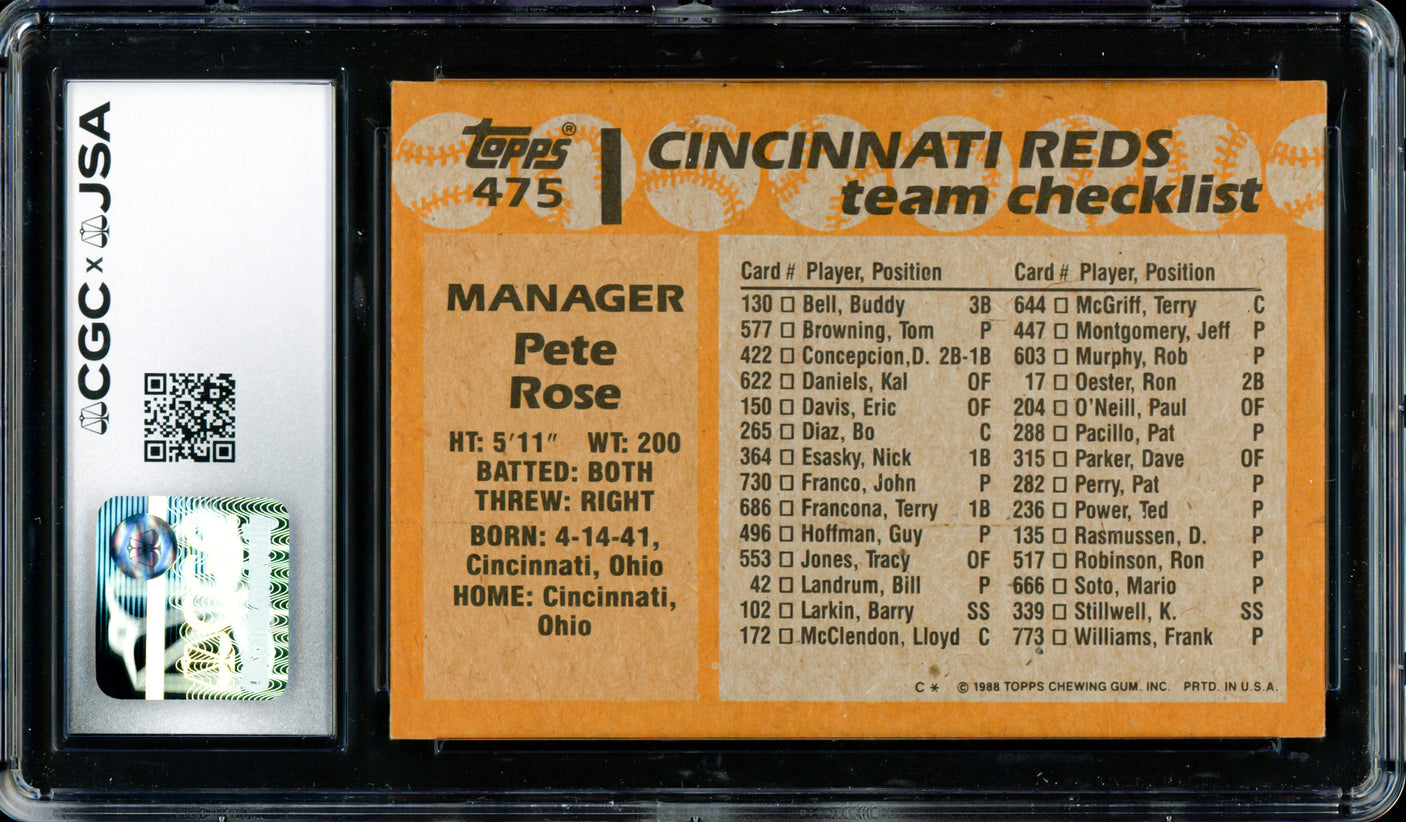 CGC x JSA
topps®
475
CINCINNATI REDS
team checklist
MANAGER
Pete
Rose
HT: 5'11" WT: 200
BATTED: BOTH
THREW: RIGHT
BORN: 4-14-41,
Cincinnati, Ohio
HOME: Cincinnati,
Ohio
Card # Player, Position
130 □ Bell, Buddy 3B
577 □ Browning, Tom P
422 □ Concepcion,D. 2B-1B
622 □ Daniels, Kal OF
150 □ Davis, Eric OF
265 □ Diaz, Bo C
364 □ Esasky, Nick 1B
730 □ Franco, John P
686 □ Francona, Terry 1B
496 □ Hoffman, Guy P
553 □ Jones, Tracy OF
42 □ Landrum, Bill P
102 □ Larkin, Barry SS
172 □ McClendon, Lloyd C
Card # Player, Position
644 □ McGriff, Terry C
447 □ Montgomery, Jeff P
603 □ Murphy, Rob P
17 □ Oester, Ron 2B
204 □ O'Neill, Paul OF
288 □ Pacillo, Pat P
315 □ Parker, Dave OF
282 □ Perry, Pat P
236 □ Power, Ted P
135 □ Rasmussen, D. P
517 □ Robinson, Ron P
666 □ Soto, Mario P
339 □ Stillwell, K. SS
773 □ Williams, Frank P
C * © 1988 TOPPS CHEWING GUM. INC. PRTD. IN U.S.A.